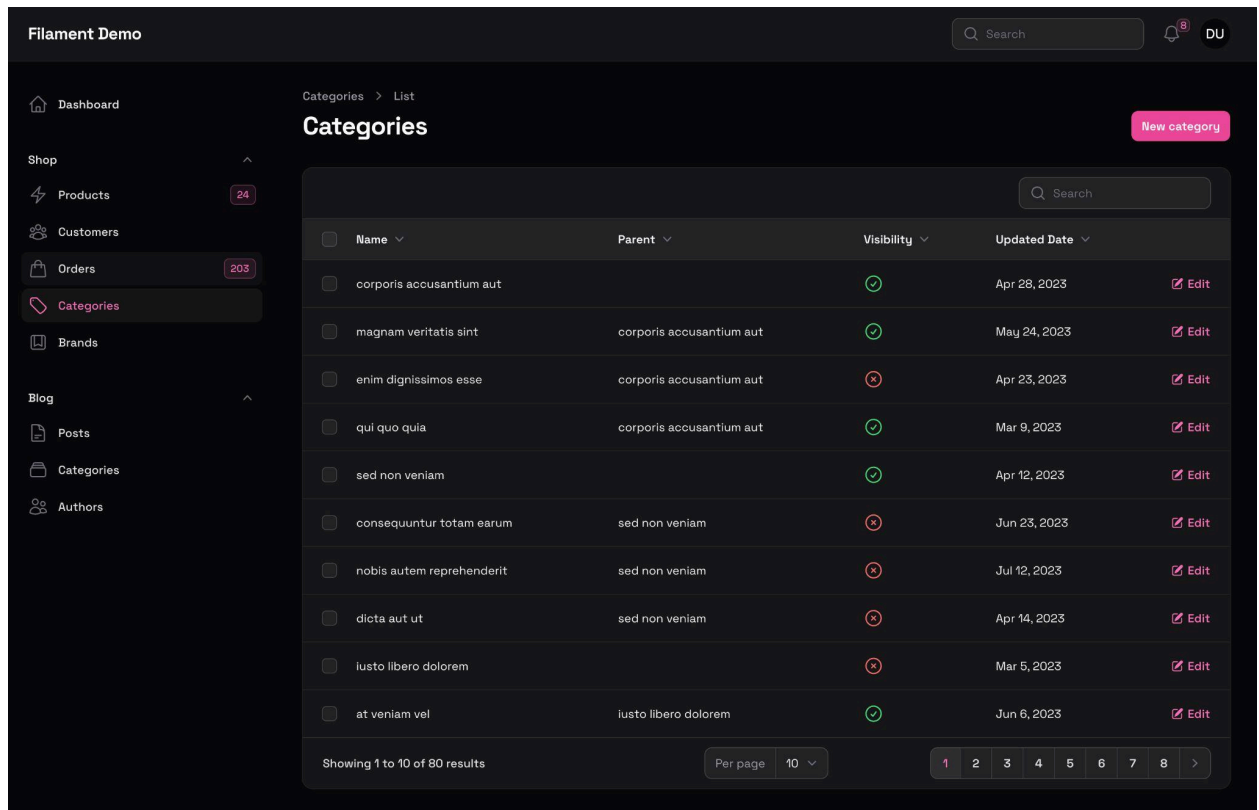 Filament Demo
Search
8
DU
Dashboard
Shop
Products 24
Customers
Orders 203
Categories
Brands
Blog
Posts
Categories
Authors
Categories > List
Categories
New category
Search
Name Parent Visibility Updated Date
corporis accusantium aut Apr 28, 2023 Edit
magnam veritatis sint corporis accusantium aut May 24, 2023 Edit
enim dignissimos esse corporis accusantium aut Apr 23, 2023 Edit
qui quo quia corporis accusantium aut Mar 9, 2023 Edit
sed non veniam Apr 12, 2023 Edit
consequuntur totam earum sed non veniam Jun 23, 2023 Edit
nobis autem reprehenderit sed non veniam Jul 12, 2023 Edit
dicta aut ut sed non veniam Apr 14, 2023 Edit
iusto libero dolorem Mar 5, 2023 Edit
at veniam vel iusto libero dolorem Jun 6, 2023 Edit
Showing 1 to 10 of 80 results Per page 10 1 2 3 4 5 6 7 8 >